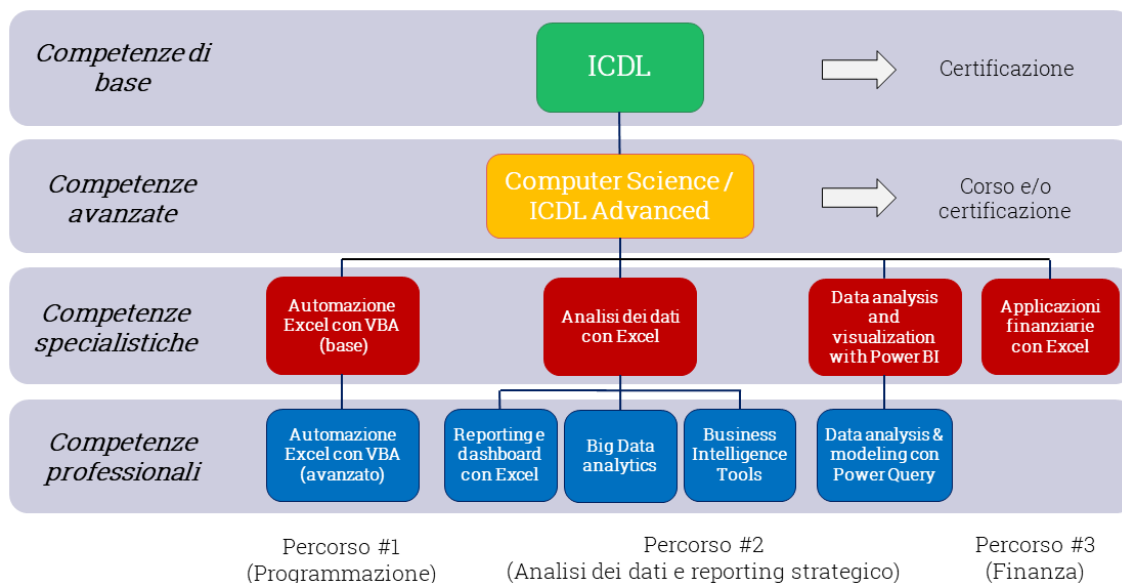 Competenze di
base
ICDL
Certificazione
Competenze
avanzate
Computer Science /
ICDL Advanced
Corso e/o
certificazione
Competenze
specialistiche
Automazione
Excel con VBA
(base)
Analisi dei dati
con Excel
Data analysis
and
visualization
with Power BI
Applicazioni
finanziarie
con Excel
Competenze
professionali
Automazione
Excel con VBA
(avanzato)
Reporting e
dashboard
con Excel
Big Data
analytics
Business
Intelligence
Tools
Data analysis &
modeling con
Power Query
Percorso #1
(Programmazione)
Percorso #2
(Analisi dei dati e reporting strategico)
Percorso #3
(Finanza)